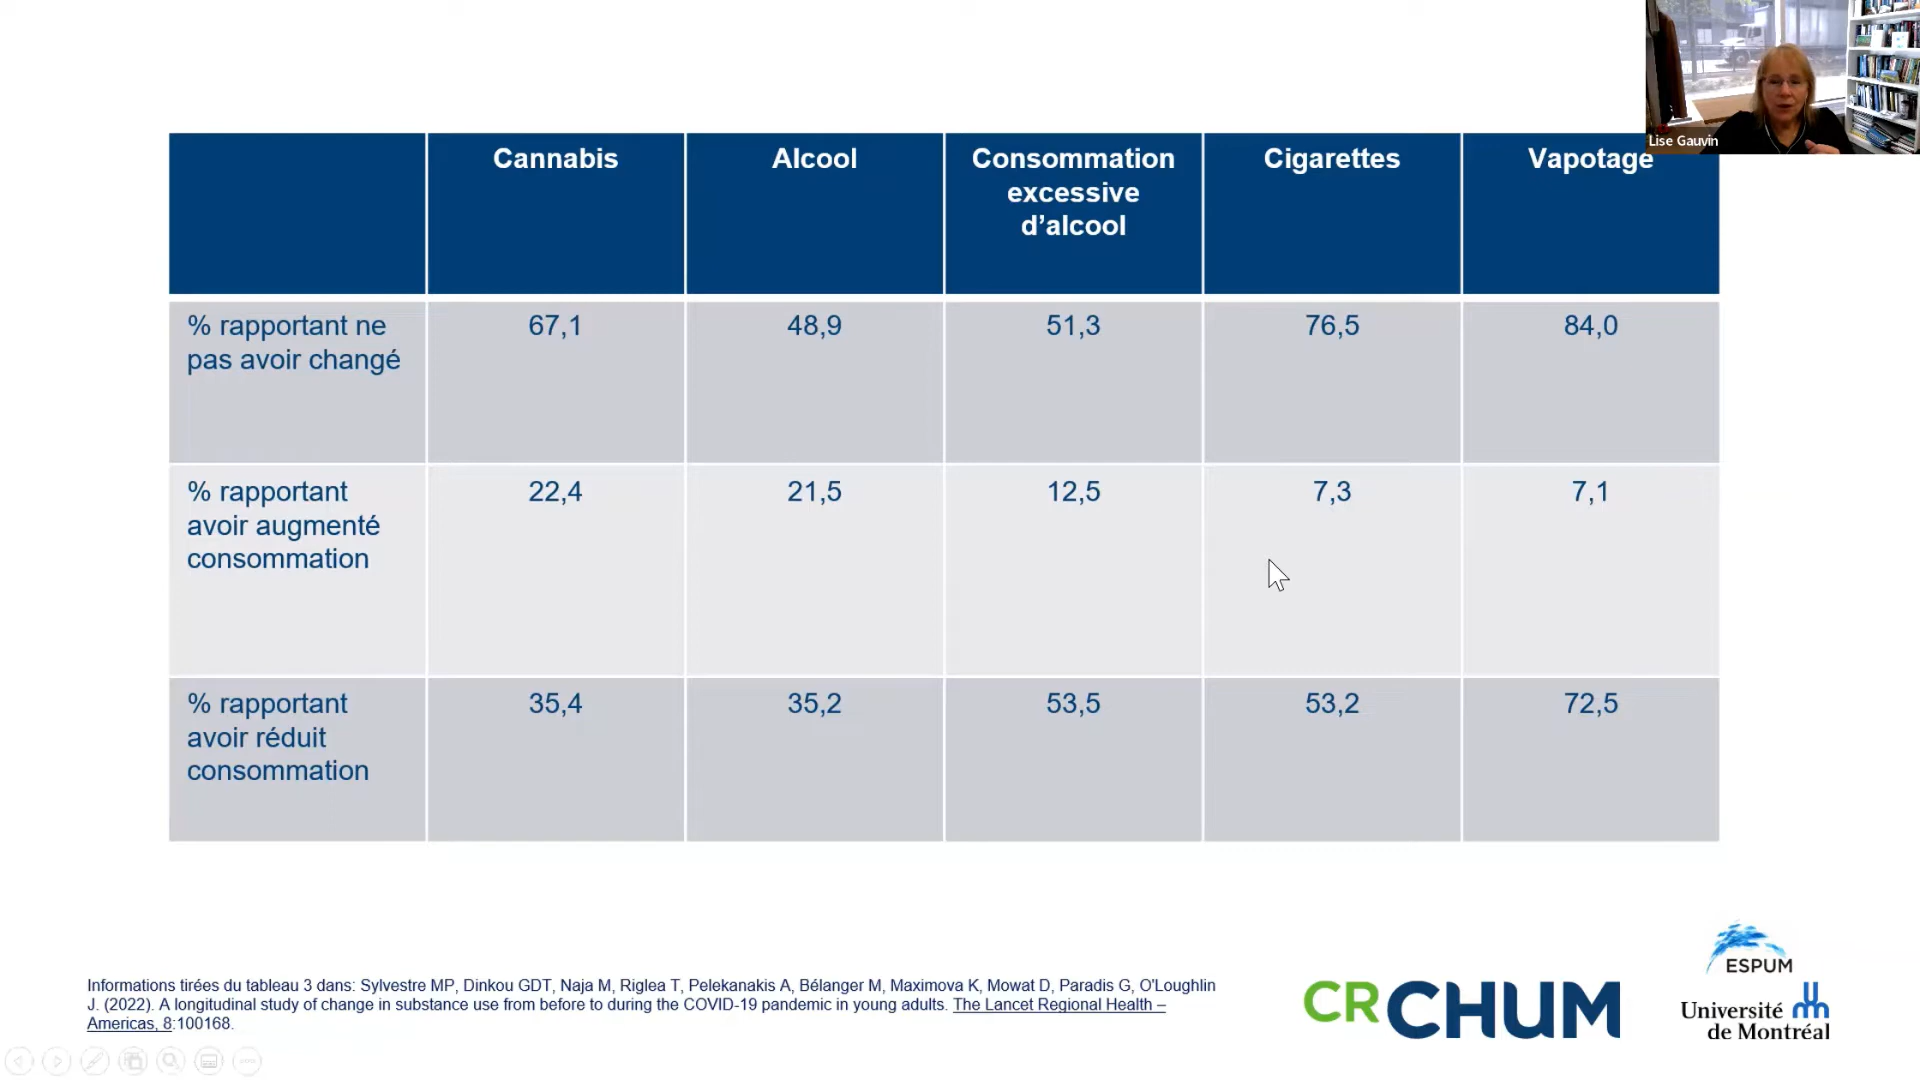 Lise Gauvin
Cannabis
Alcool
Consommation
excessive
d’alcool
Cigarettes
Vapotage
% rapportant ne
pas avoir changé
67,1
48,9
51,3
76,5
84,0
% rapportant
avoir augmenté
consommation
22,4
21,5
12,5
7,3
7,1
% rapportant
avoir réduit
consommation
35,4
35,2
53,5
53,2
72,5
Informations tirées du tableau 3 dans: Sylvestre MP, Dinkou GDT, Naja M, Riglea T, Pelekanakis A, Bélanger M, Maximova K, Mowat D, Paradis G, O'Loughlin
J. (2022). A longitudinal study of change in substance use from before to during the COVID-19 pandemic in young adults. The Lancet Regional Health –
Americas, 8:100168.
CRCHUM
ESPUM
Université
de Montréal